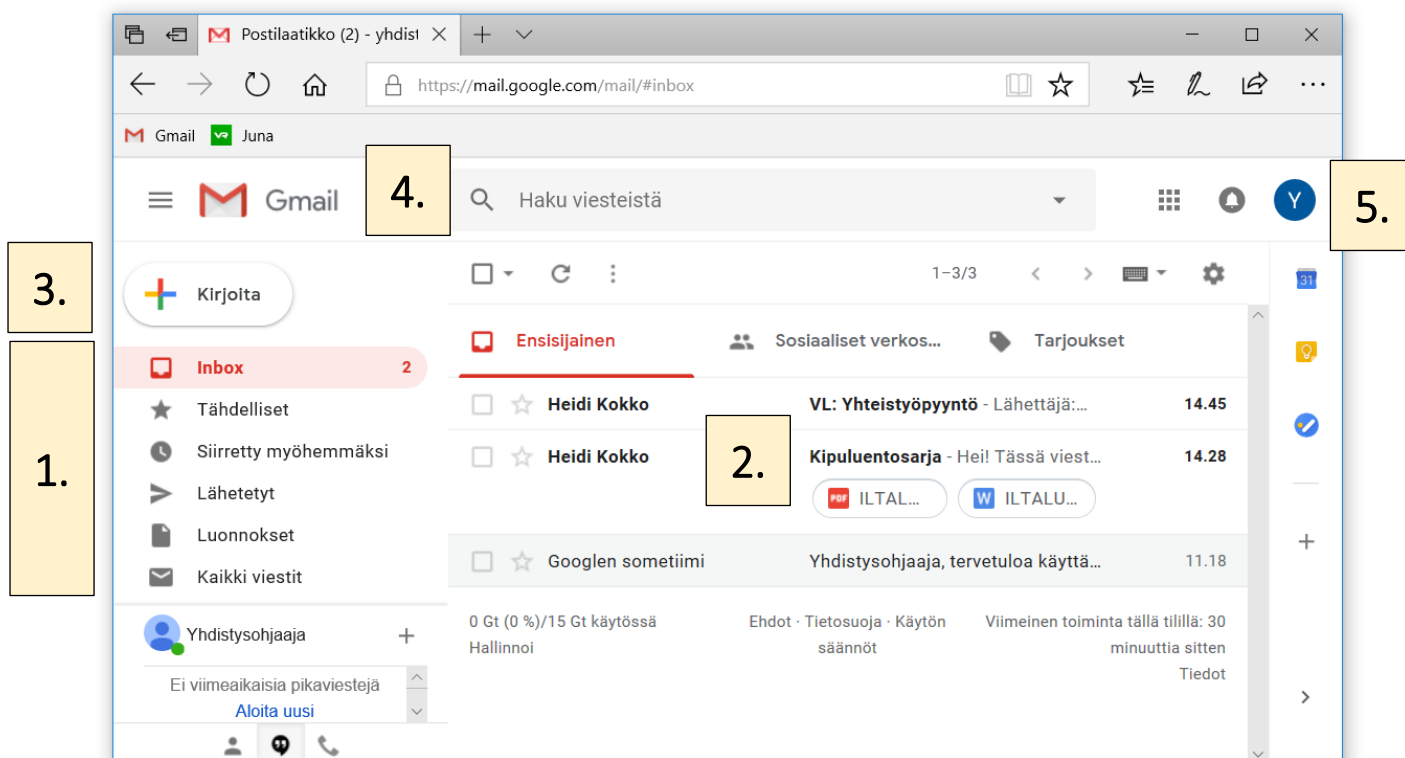 Postilaatikko (2) - yhdist
https://mail.google.com/mail/#inbox
Gmail VR Juna
Gmail
4.
Haku viesteistä
Y
5.
3.
Kirjoita
1–3/3
31
Ensisijainen
Sosiaaliset verkos...
Tarjoukset
1.
Inbox 2
Tähdelliset
Siirretty myöhemmäksi
Lähetetyt
Luonnokset
Kaikki viestit
2.
Heidi Kokko VL: Yhteistyöpyyntö - Lähettäjä:... 14.45
Heidi Kokko Kipuluentosarja - Hei! Tässä viest... 14.28
PDF ILTAL... W ILTALU...
Googlen sometiimi Yhdistysohjaaja, tervetuloa käyttä... 11.18
Yhdistysohjaaja
Ei viimeaikaisia pikaviestejä
Aloita uusi
0 Gt (0 %)/15 Gt käytössä
Hallinnoi
Ehdot · Tietosuoja · Käytön
säännöt
Viimeinen toiminta tällä tilillä: 30
minuuttia sitten
Tiedot